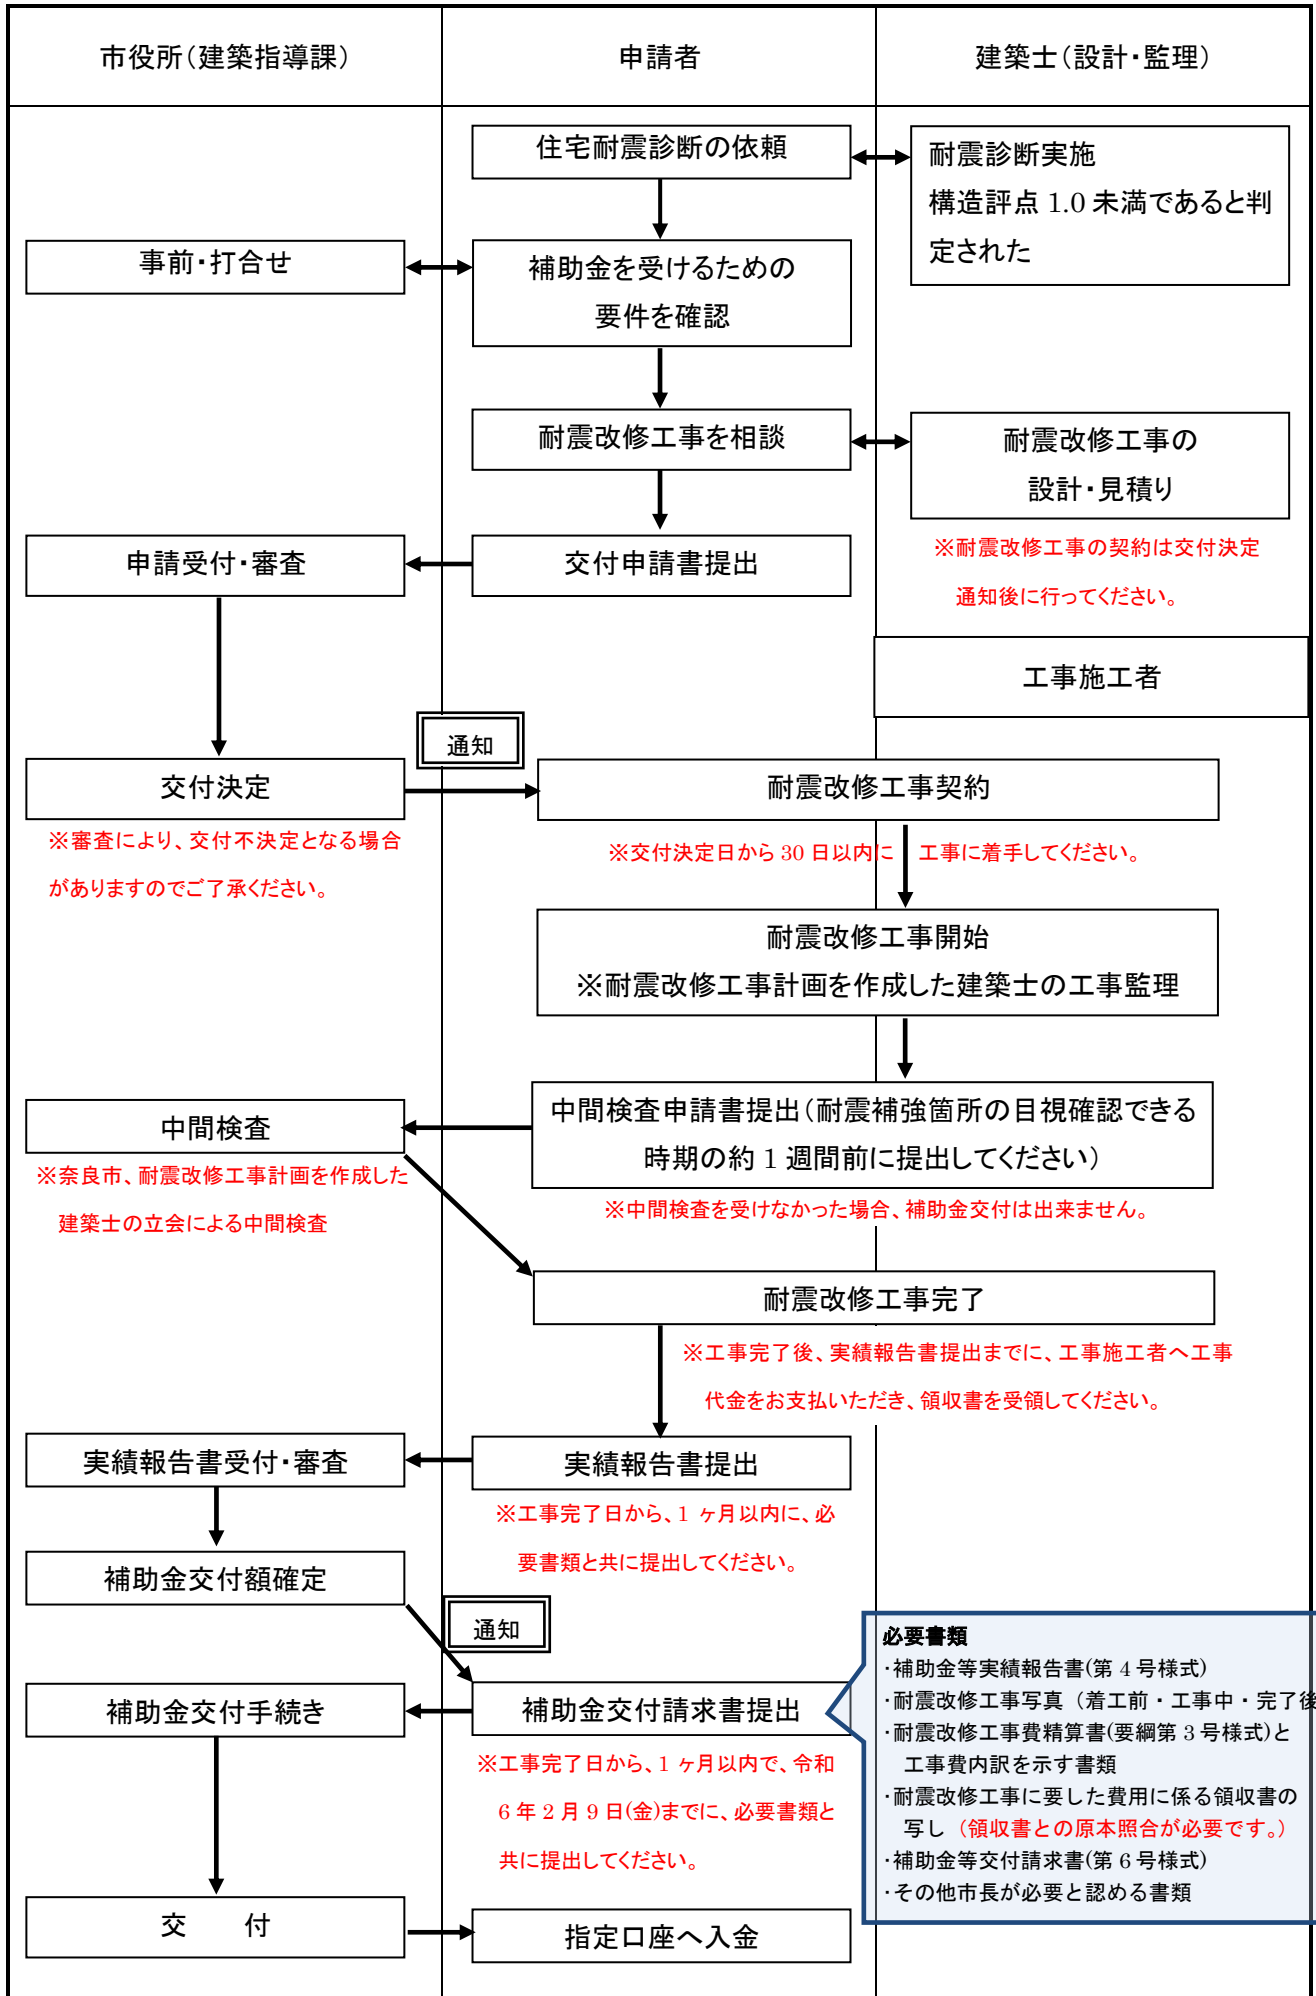 市役所（建築指導課）
申請者
建築士（設計・監理）
住宅耐震診断の依頼
耐震診断実施
構造評点 1.0 未満であると判
定された
事前・打合せ
補助金を受けるための
要件を確認
耐震改修工事を相談
耐震改修工事の
設計・見積り
※耐震改修工事の契約は交付決定
通知後に行ってください。
申請受付・審査
交付申請書提出
工事施工者
通知
交付決定
耐震改修工事契約
※審査により、交付不決定となる場合
がありますのでご了承ください。
※交付決定日から 30 日以内に 工事に着手してください。
耐震改修工事開始
※耐震改修工事計画を作成した建築士の工事監理
中間検査
中間検査申請書提出（耐震補強箇所の目視確認できる
時期の約 1 週間前に提出してください）
※奈良市、耐震改修工事計画を作成した
建築士の立会による中間検査
※中間検査を受けなかった場合、補助金交付は出来ません。
耐震改修工事完了
※工事完了後、実績報告書提出までに、工事施工者へ工事
代金をお支払いただき、領収書を受領してください。
実績報告書受付・審査
実績報告書提出
※工事完了日から、1 ヶ月以内に、必
要書類と共に提出してください。
補助金交付額確定
通知
補助金交付手続き
補助金交付請求書提出
※工事完了日から、1 ヶ月以内で、令和
6 年 2 月 9 日(金)までに、必要書類と
共に提出してください。
必要書類
・補助金等実績報告書(第 4 号様式)
・耐震改修工事写真（着工前・工事中・完了後
・耐震改修工事費精算書(要綱第 3 号様式)と
工事費内訳を示す書類
・耐震改修工事に要した費用に係る領収書の
写し（領収書との原本照合が必要です。）
・補助金等交付請求書(第 6 号様式)
・その他市長が必要と認める書類
交　付
指定口座へ入金